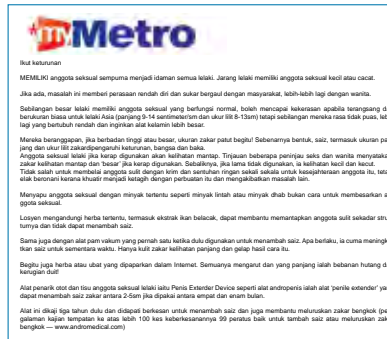 myMetro
Ikut keturunan
MEMILIKI anggota seksual sempurna menjadi idaman semua lelaki. Jarang lelaki memiliki anggota seksual kecil atau cacat.
Jika ada, masalah ini memberi perasaan rendah diri dan sukar bergaul dengan masyarakat, lebih-lebih lagi dengan wanita.
Sebilangan besar lelaki memiliki anggota seksual yang berfungsi normal, boleh mencapai kekerasan apabila terangsang d
berukuran biasa untuk lelaki Asia (panjang 9-14 sentimeter/sm dan ukur lilit 8-13sm) tetapi sebilangan mereka rasa tidak puas, leb
lagi yang bertubuh rendah dan inginkan alat kelamin lebih besar.
Mereka beranggapan, jika berbadan tinggi atau besar, ukuran zakar patut begitu! Sebenarnya bentuk, saiz, termasuk ukuran pa
jang dan ukur lilit zakardipengaruhi keturunan, bangsa dan baka.
Anggota seksual lelaki jika kerap digunakan akan kelihatan mantap. Tinjauan beberapa peninjau seks dan wanita menyataka
zakar kelihatan mantap dan 'besar' jika kerap digunakan. Sebaliknya, jika lama tidak digunakan, ia kelihatan kecil dan kecut.
Tidak salah untuk membelai anggota sulit dengan krim dan sentuhan ringan sekali sekala untuk kesejahteraan anggota itu, teta
elak beronani kerana khuatir menjadi ketagih dengan perbuatan itu dan mengakibatkan masalah lain.
Menyapu anggota seksual dengan minyak tertentu seperti minyak lintah atau minyak dhab bukan cara untuk membesarkan a
ggota seksual.
Losyen mengandungi herba tertentu, termasuk ekstrak ikan belacak, dapat membantu memantapkan anggota sulit sekadar stru
turnya dan tidak dapat menambah saiz.
Sama juga dengan alat pam vakum yang pernah satu ketika dulu digunakan untuk menambah saiz. Apa berlaku, ia cuma meningk
tkan saiz untuk sementara waktu. Hanya kulit zakar kelihatan panjang dan gelap hasil cara itu.
Begitu juga herba atau ubat yang dipaparkan dalam Internet. Semuanya mengarut dan yang panjang ialah bebanan hutang d
kerugian duit!
Alat penarik otot dan tisu anggota seksual lelaki iaitu Penis Extender Device seperti alat andropenis ialah alat 'penile extender' ya
dapat menambah saiz zakar antara 2-5sm jika dipakai antara empat dan enam bulan.
Alat ini dikaji tiga tahun dulu dan didapati berkesan untuk menambah saiz dan juga membantu meluruskan zakar bengkok (pe
galaman kajian tempatan ke atas lebih 100 kes keberkesanannya 99 peratus baik untuk tambah saiz atau meluruskan zak
bengkok — www.andromedical.com)